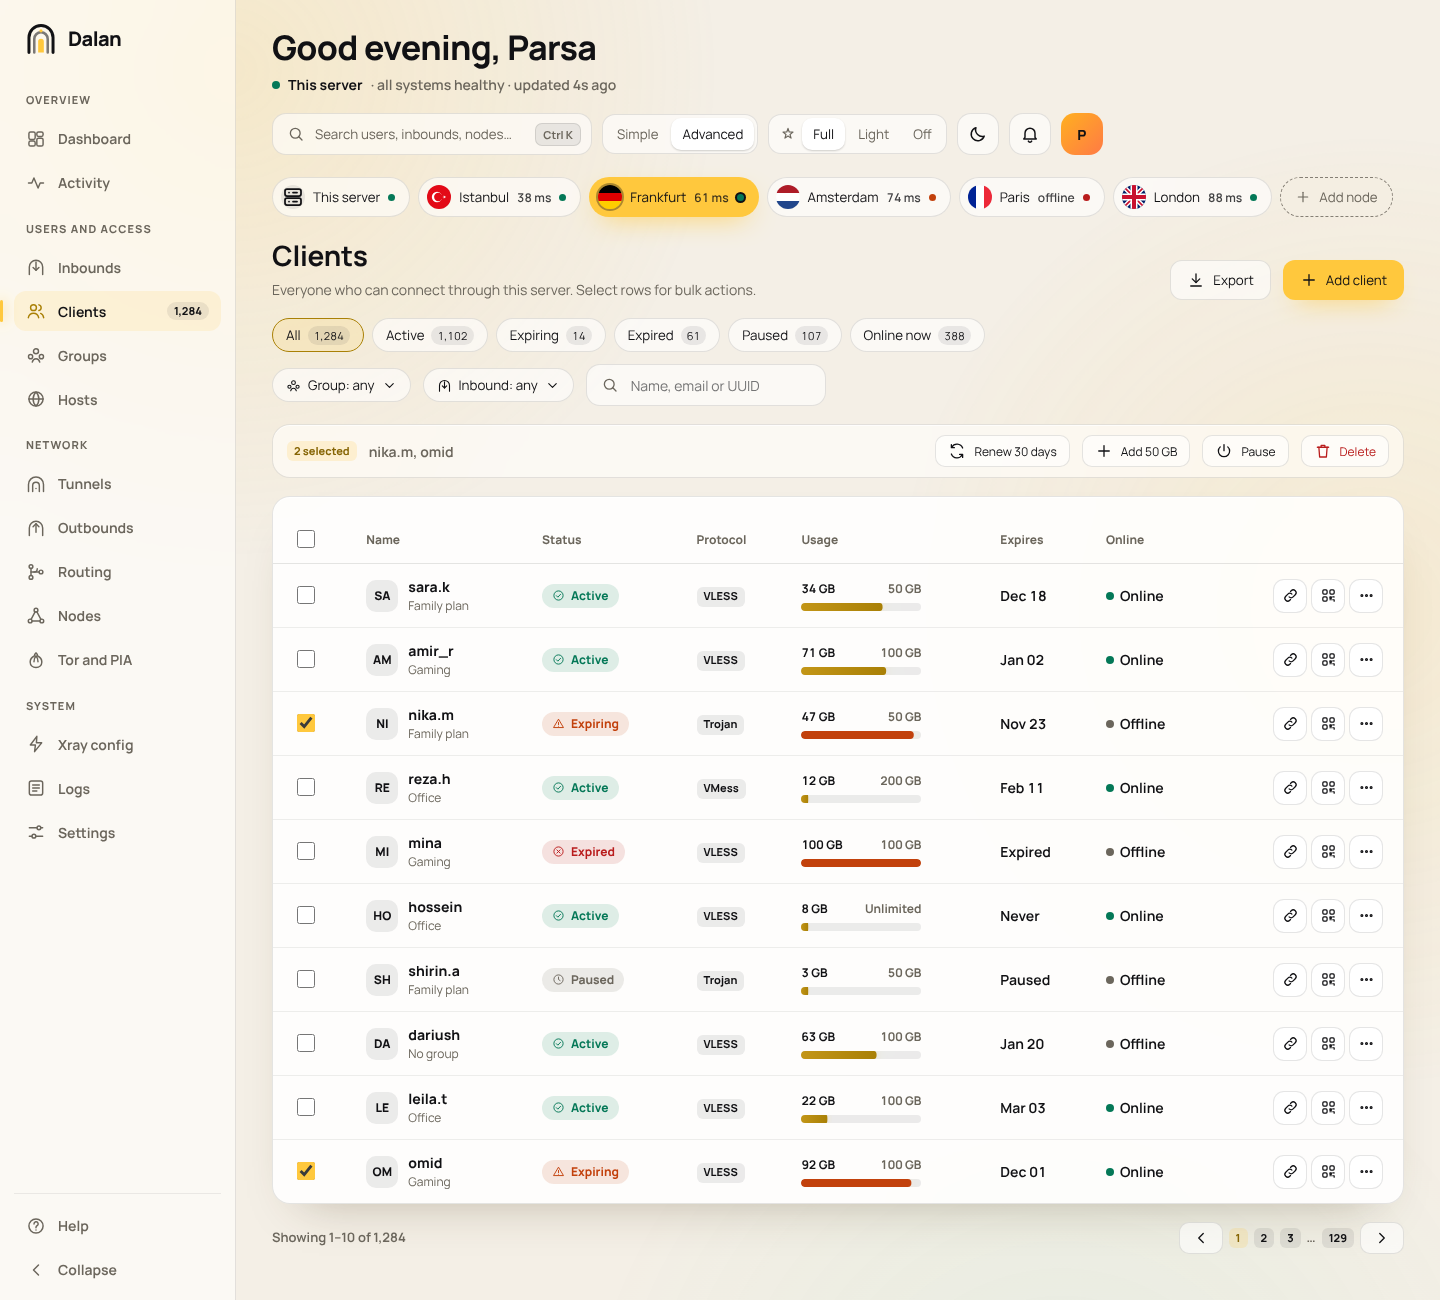 Dalan
OVERVIEW
Dashboard
Activity
USERS AND ACCESS
Inbounds
Clients 1,284
Groups
Hosts
NETWORK
Tunnels
Outbounds
Routing
Nodes
Tor and PIA
SYSTEM
Xray config
Logs
Settings
Help
Collapse
Good evening, Parsa
This server · all systems healthy · updated 4s ago
Search users, inbounds, nodes... Ctrl K Simple Advanced Full Light Off P
This server Istanbul 38 ms Frankfurt 61 ms Amsterdam 74 ms Paris offline London 88 ms Add node
Clients
Everyone who can connect through this server. Select rows for bulk actions.
Export Add client
All 1,284 Active 1,102 Expiring 14 Expired 61 Paused 107 Online now 388
Group: any Inbound: any Name, email or UUID
2 selected nika.m, omid Renew 30 days Add 50 GB Pause Delete
Name Status Protocol Usage Expires Online
SA sara.k Active VLESS 34 GB 50 GB Dec 18 Online
Family plan
AM amir_r Active VLESS 71 GB 100 GB Jan 02 Online
Gaming
NI nika.m Expiring Trojan 47 GB 50 GB Nov 23 Offline
Family plan
RE reza.h Active VMess 12 GB 200 GB Feb 11 Online
Office
MI mina Expired VLESS 100 GB 100 GB Expired Offline
Gaming
HO hossein Active VLESS 8 GB Unlimited Never Online
Office
SH shirin.a Paused Trojan 3 GB 50 GB Paused Offline
Family plan
DA dariush Active VLESS 63 GB 100 GB Jan 20 Offline
No group
LE leila.t Active VLESS 22 GB 100 GB Mar 03 Online
Office
OM omid Expiring VLESS 92 GB 100 GB Dec 01 Online
Gaming
Showing 1–10 of 1,284 1 2 3 ... 129